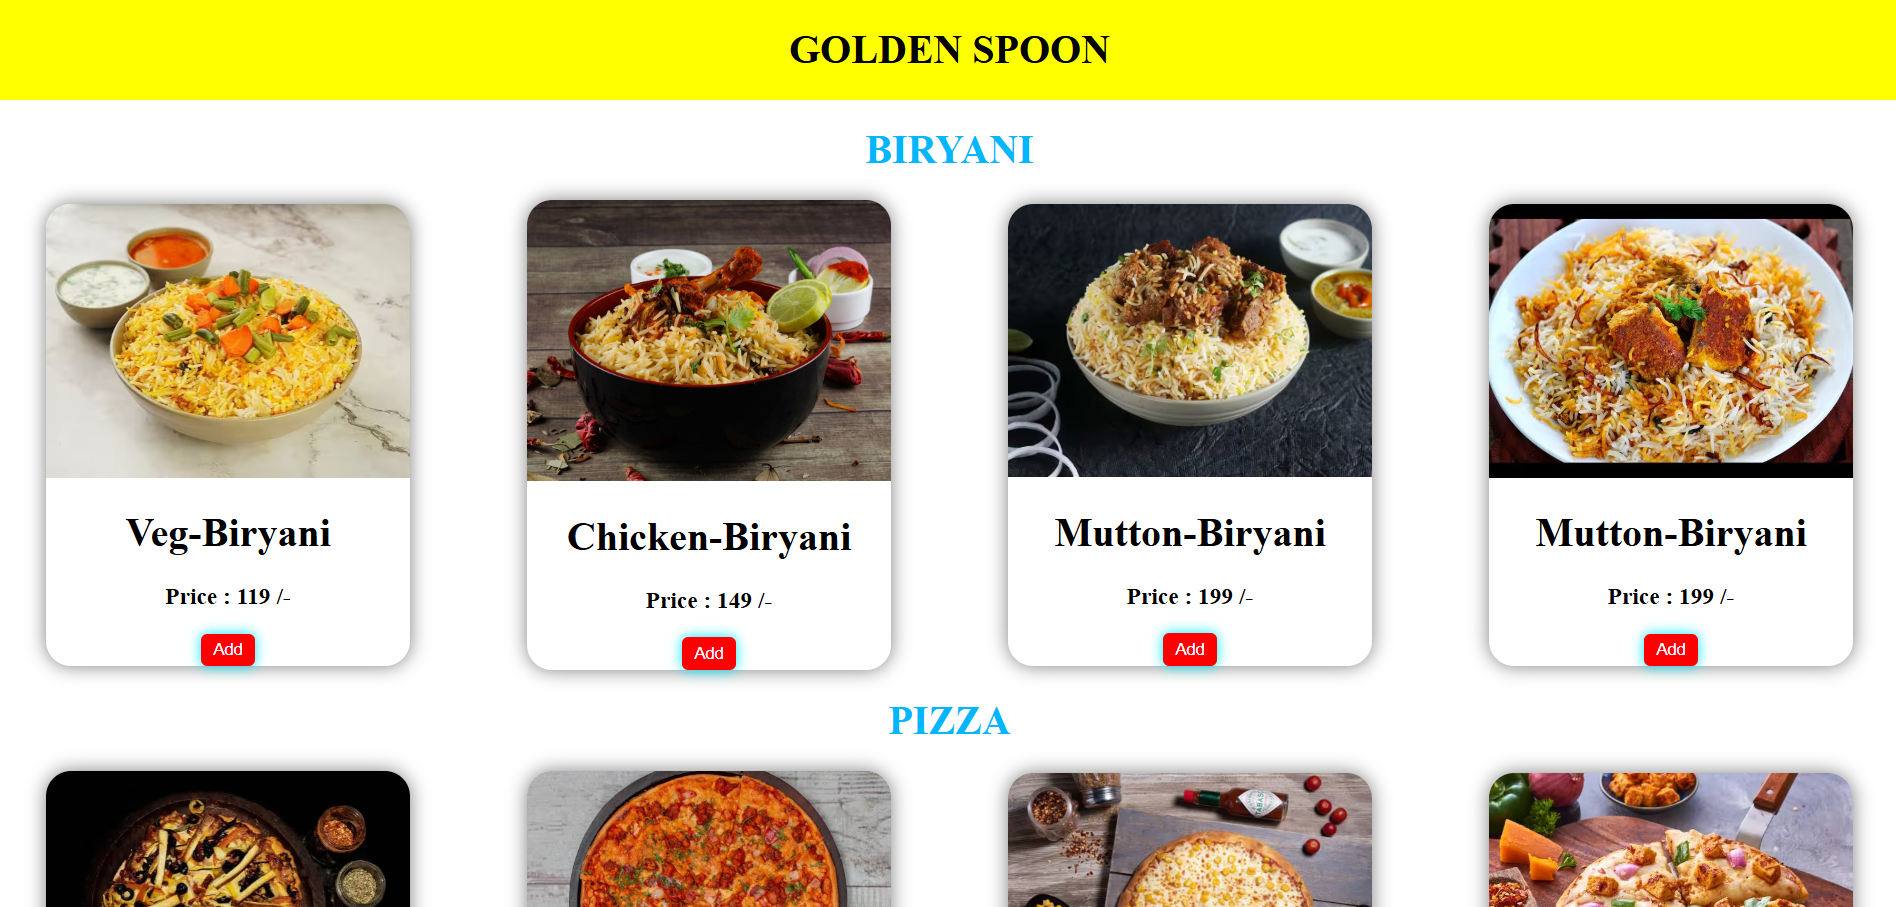 GOLDEN SPOON
BIRYANI
Veg-Biryani
Price : 119 /-
Add
Chicken-Biryani
Price : 149 /-
Add
Mutton-Biryani
Price : 199 /-
Add
Mutton-Biryani
Price : 199 /-
Add
PIZZA